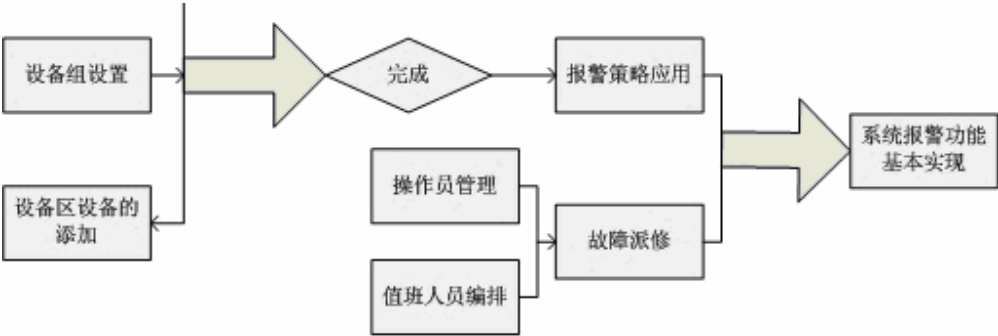 设备组设置
完成
报警策略应用
系统报警功能
基本实现
操作员管理
设备区设备的
添加
故障派修
值班人员编排